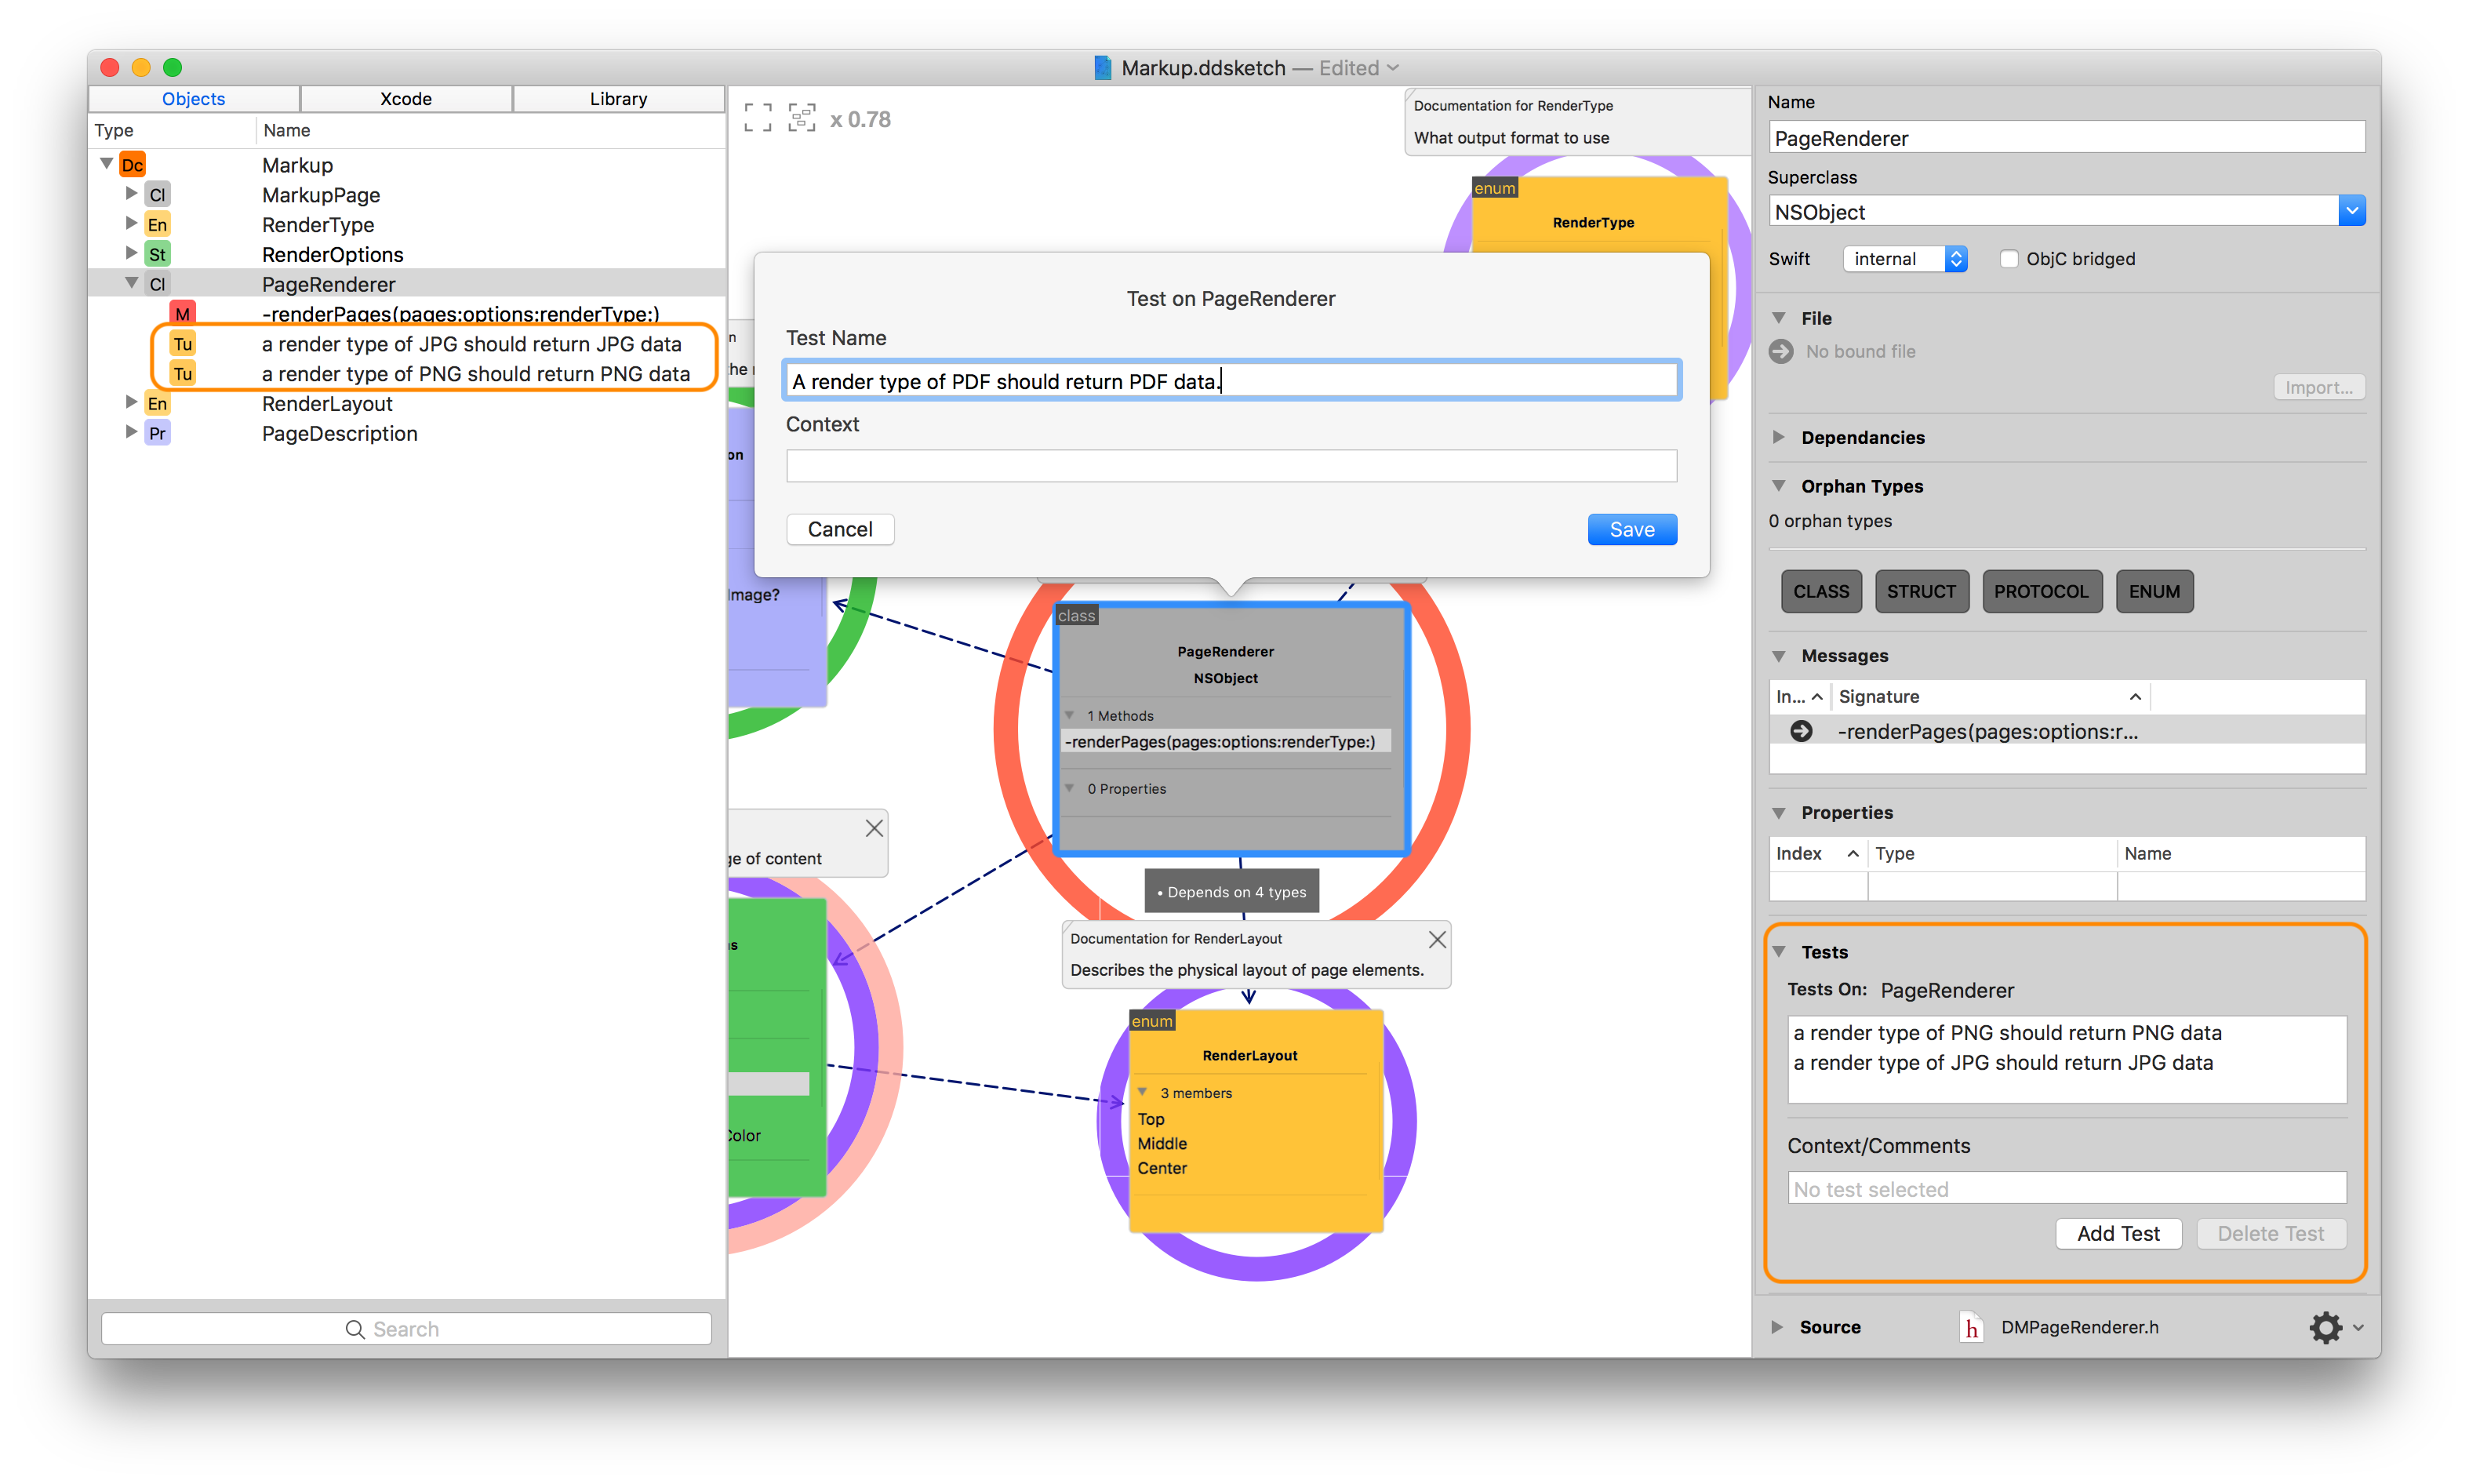 Markup.ddsketch — Edited
Objects
Xcode
Library
Type
Name
Dc
Markup
Cl
MarkupPage
En
RenderType
St
RenderOptions
Cl
PageRenderer
M
-renderPages(pages:options:renderType:)
Tu
a render type of JPG should return JPG data
Tu
a render type of PNG should return PNG data
En
RenderLayout
Pr
PageDescription
Search
x 0.78
Documentation for RenderType
What output format to use
enum
RenderType
Test on PageRenderer
Test Name
A render type of PDF should return PDF data.
Context
Cancel
Save
on
Image?
class
PageRenderer
NSObject
1 Methods
-renderPages(pages:options:renderType:)
0 Properties
ge of content
• Depends on 4 types
Documentation for RenderLayout
Describes the physical layout of page elements.
enum
RenderLayout
3 members
Top
Middle
Center
Color
Name
PageRenderer
Superclass
NSObject
Swift
internal
ObjC bridged
File
No bound file
Import...
Dependancies
Orphan Types
0 orphan types
CLASS
STRUCT
PROTOCOL
ENUM
Messages
In...
Signature
-renderPages(pages:options:r...
Properties
Index
Type
Name
Tests
Tests On: PageRenderer
a render type of PNG should return PNG data
a render type of JPG should return JPG data
Context/Comments
No test selected
Add Test
Delete Test
Source
h
DMPageRenderer.h